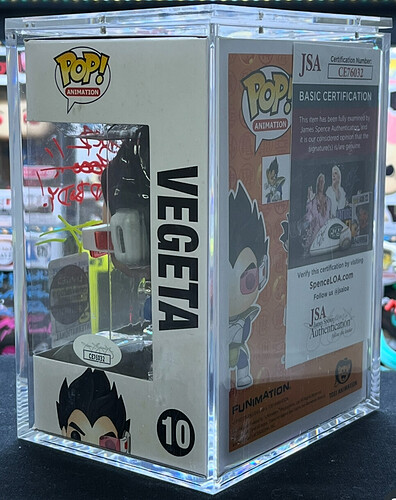 POP!
ANIMATION
VEGETA
10
CE76032
POP!
ANIMATION
FUNIMATION
JSA
Certification Number:
CE76032
BASIC CERTIFICATION
This item has been fully examined by
James Spence Authentication, and
it is our considered opinion that the
signature(s) is/are genuine.
Verify this certification by visiting
SpenceLOA.com
Follow us @jsaloa
JSA
James Spence
Authentication